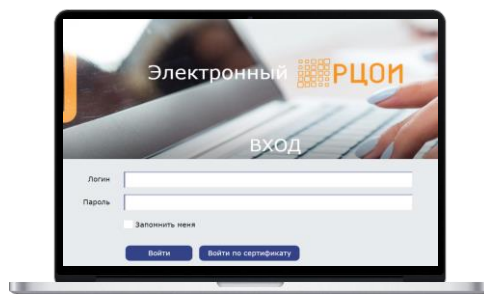 Электронный РЦОИ
ВХОД
Логин
Пароль
Запомнить меня
Войти Войти по сертификату